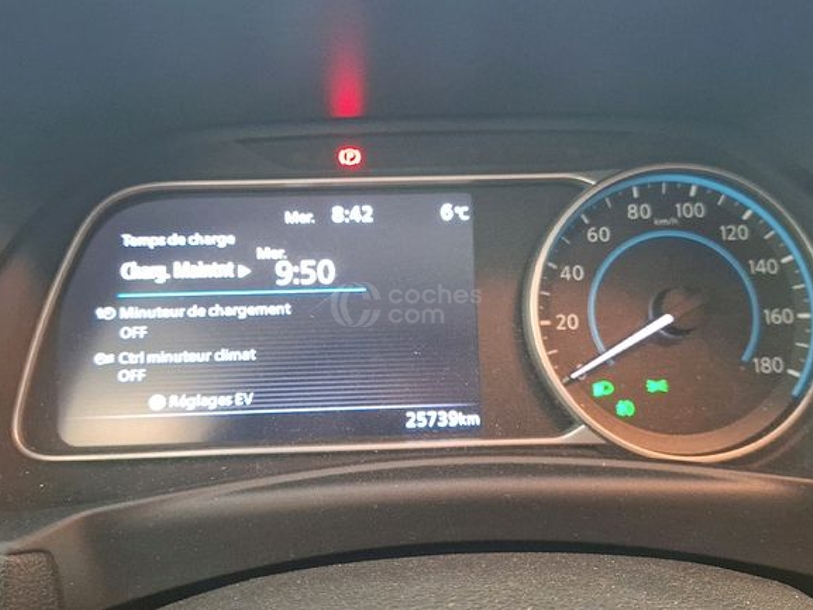 P
Mer. 8:42 6°C
Temps de charge
Mer.
Charg. Maintnt ▶ 9:50
Minuteur de chargement
OFF
Ctrl minuteur climat
OFF
Réglages EV
25739km
coches
com
0 20 40 60 80 100 120 140 160 180
km/h